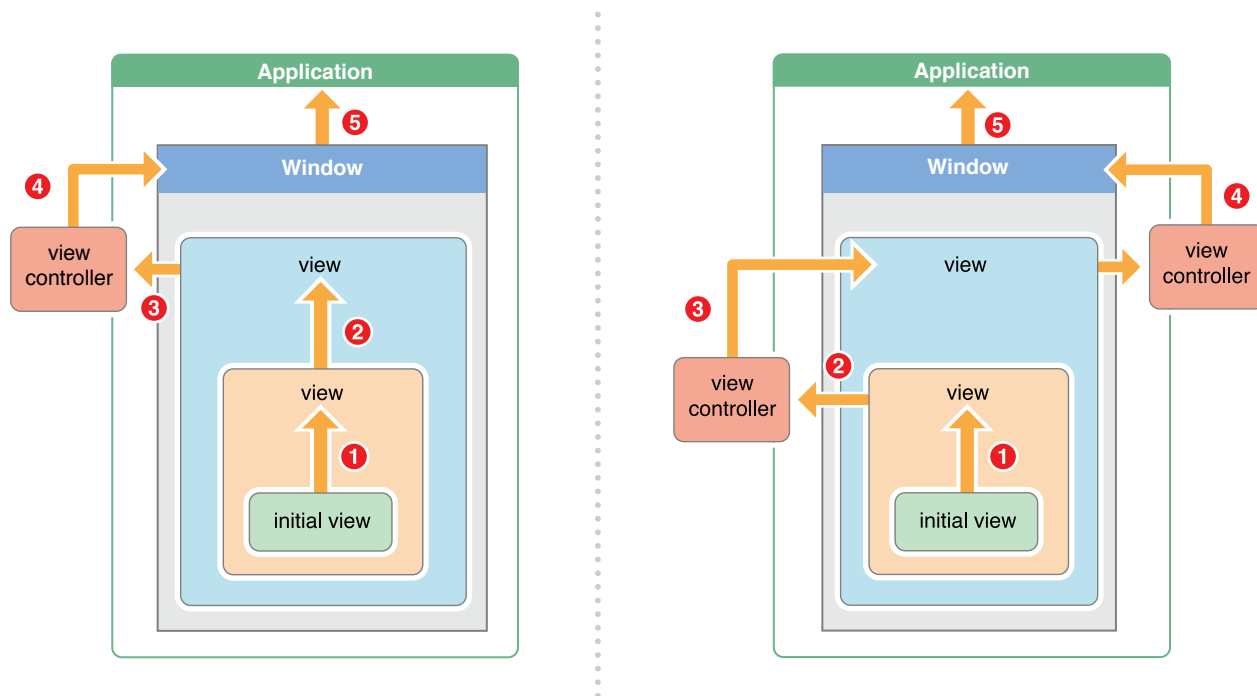 Application
5
Window
4
view
controller
view
3
2
view
1
initial view
Application
5
Window
4
view
view
controller
3
2
view
controller
view
1
initial view